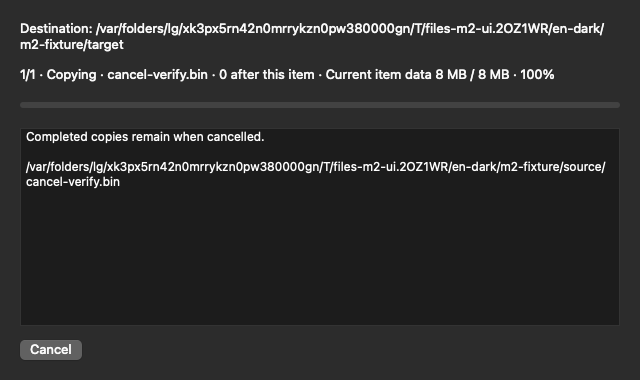 Destination: /var/folders/lg/xk3px5rn42n0mrrykzn0pw380000gn/T/files-m2-ui.2OZ1WR/en-dark/
m2-fixture/target
1/1 · Copying · cancel-verify.bin · 0 after this item · Current item data 8 MB / 8 MB · 100%
Completed copies remain when cancelled.
/var/folders/lg/xk3px5rn42n0mrrykzn0pw380000gn/T/files-m2-ui.2OZ1WR/en-dark/m2-fixture/source/
cancel-verify.bin
Cancel